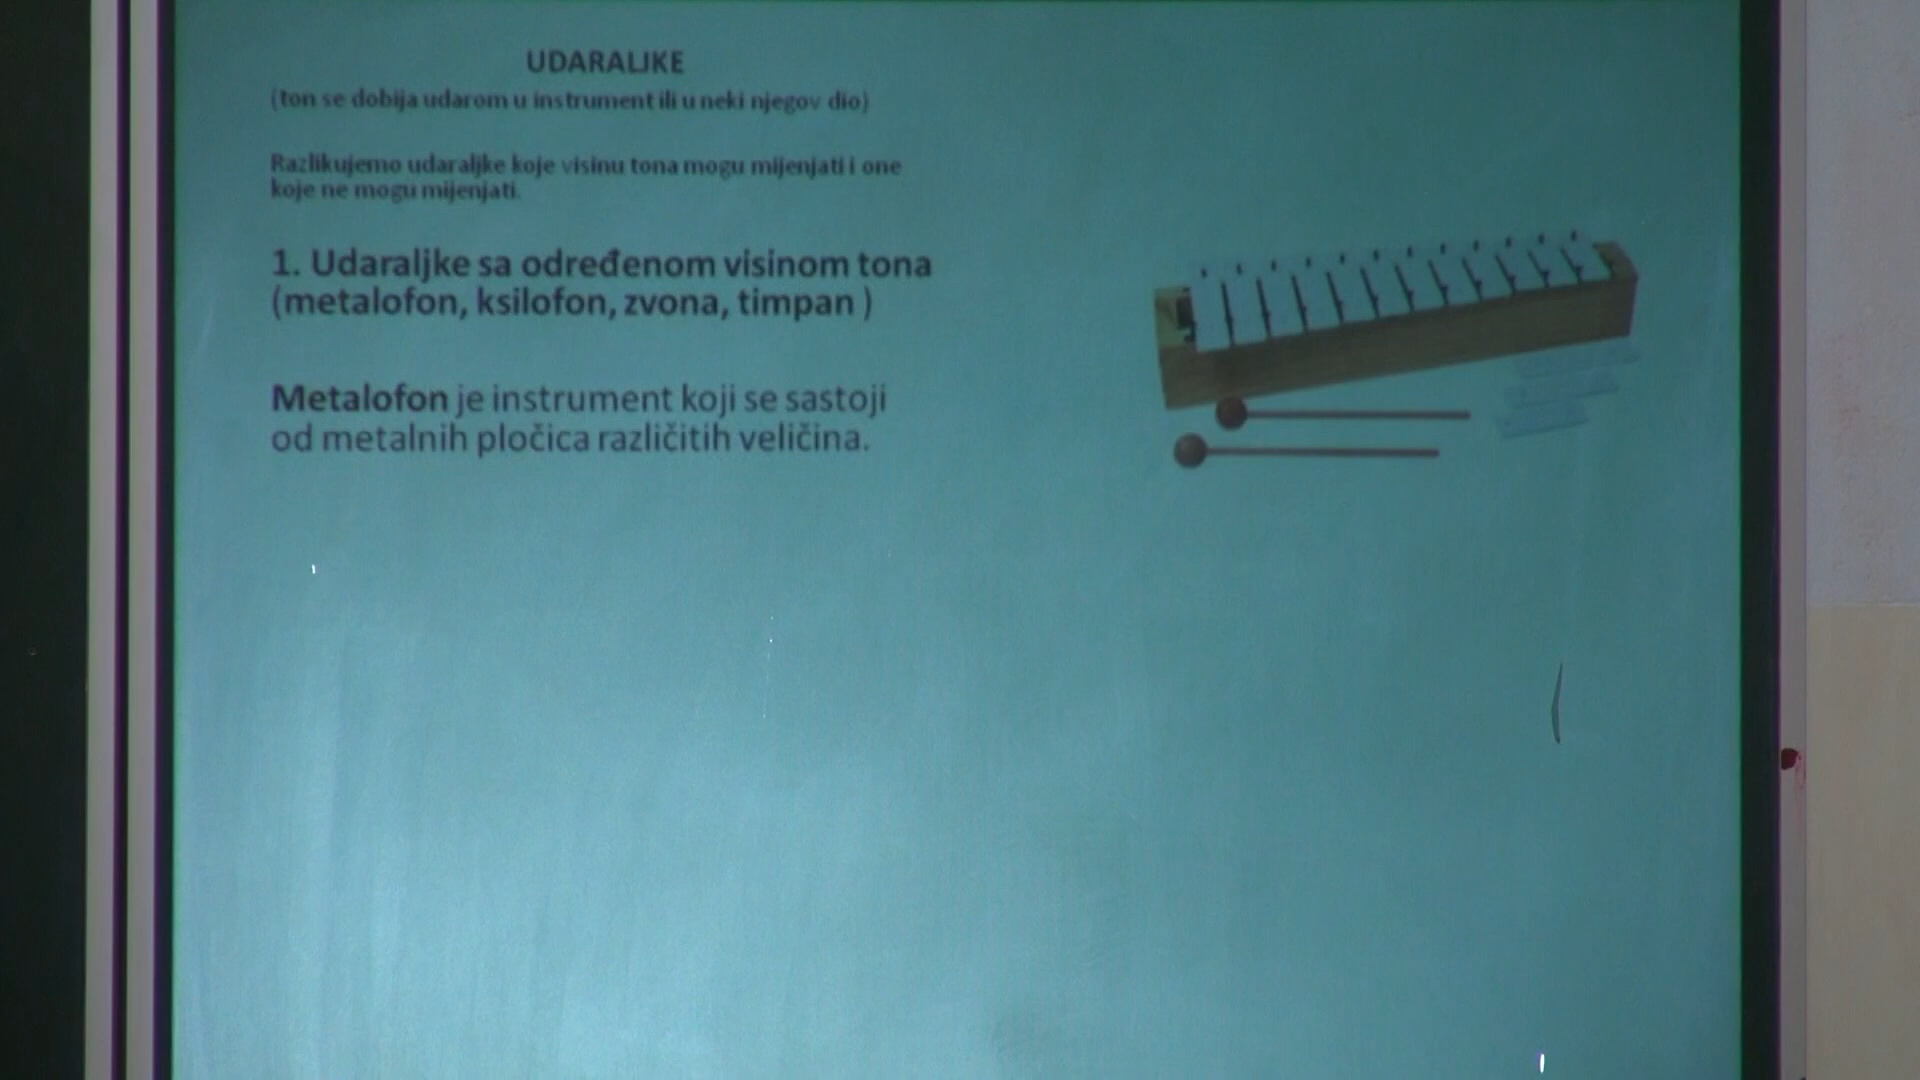 UDARALJKE
(ton se dobija udarom u instrument ili u neki njegov dio)
Razlikujemo udaraljke koje visinu tona mogu mijenjati i one
koje ne mogu mijenjati.
1. Udaraljke sa određenom visinom tona
(metalofon, ksilofon, zvona, timpan )
Metalofon je instrument koji se sastoji
od metalnih pločica različitih veličina.